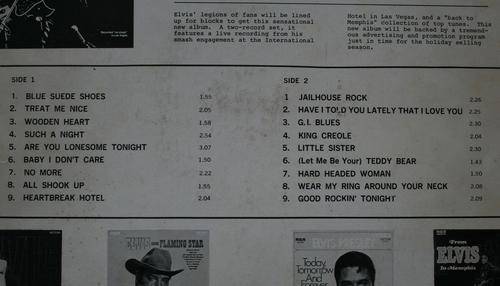 Elvis' legions of fans will be lined
up for blocks to get this sensational
new album. A two-record set, it
features a live recording from his
smash engagement at the International
Hotel in Las Vegas, and a "back to
Memphis" collection of top tunes. This
new album will be backed by a tremend-
ous advertising and promotion program
just in time for the holiday selling
season.
SIDE 1
1. BLUE SUEDE SHOES 1.55
2. TREAT ME NICE 2.05
3. WOODEN HEART 1.58
4. SUCH A NIGHT 2.54
5. ARE YOU LONESOME TONIGHT 3.07
6. BABY I DON'T CARE 1.50
7. NO MORE 2.22
8. ALL SHOOK UP 1.55
9. HEARTBREAK HOTEL 2.04
SIDE 2
1 JAILHOUSE ROCK 2.26
2. HAVE I TOLD YOU LATELY THAT I LOVE YOU 2.25
3. G.I. BLUES 2.30
4. KING CREOLE 2.04
5. LITTLE SISTER 2.30
6. (Let Me Be Your) TEDDY BEAR 1.43
7. HARD HEADED WOMAN 1.50
8. WEAR MY RING AROUND YOUR NECK 2.08
9. GOOD ROCKIN' TONIGHT 2.09
ELVIS FLAMING STAR
ELVIS PRESLEY
Today,
Tomorrow
And
Forever
From
ELVIS
In Memphis